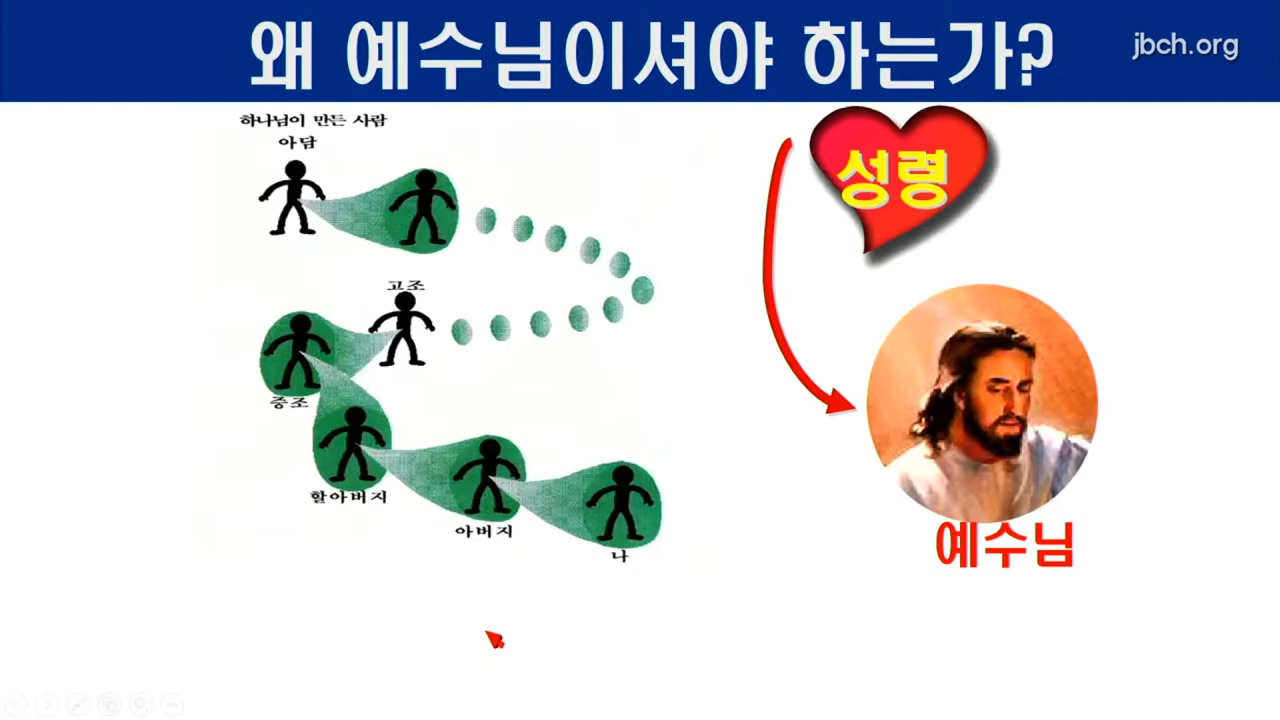 왜 예수님이셔야 하는가?
jbch.org
하나님이 만든 사람
아담
성령
고조
증조
할아버지
아버지
나
예수님